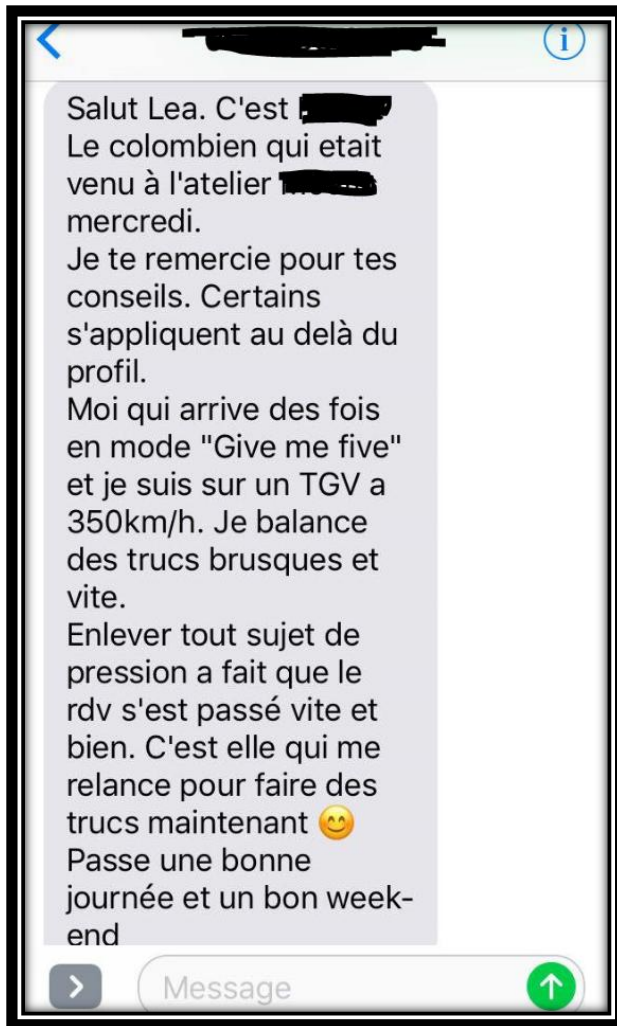 Salut Lea. C'est
Le colombien qui etait
venu à l'atelier
mercredi.
Je te remercie pour tes
conseils. Certains
s'appliquent au delà du
profil.
Moi qui arrive des fois
en mode "Give me five"
et je suis sur un TGV a
350km/h. Je balance
des trucs brusques et
vite.
Enlever tout sujet de
pression a fait que le
rdv s'est passé vite et
bien. C'est elle qui me
relance pour faire des
trucs maintenant 😊
Passe une bonne
journée et un bon week-
end
Message